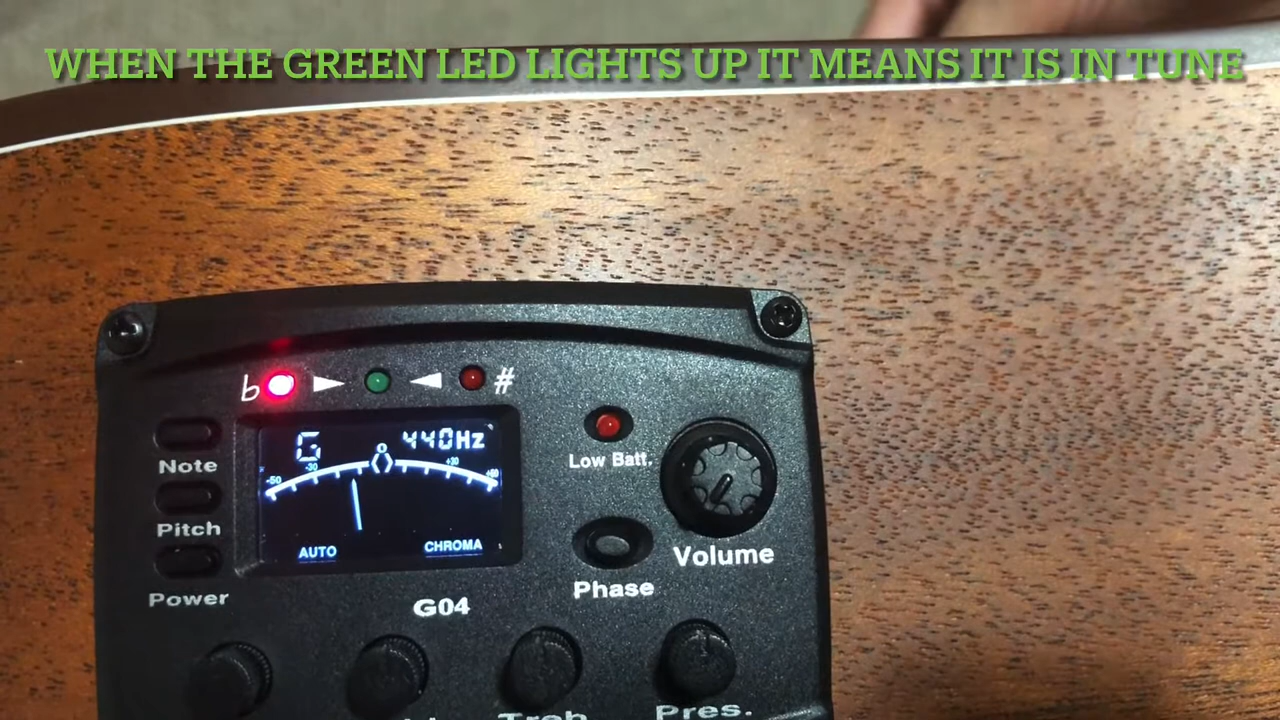 WHEN THE GREEN LED LIGHTS UP IT MEANS IT IS IN TUNE
b #
G 440Hz
-50 -30 0 +30
AUTO CHROMA
Note
Pitch
Power
Low Batt.
Volume
Phase
G04
Treb Pres.